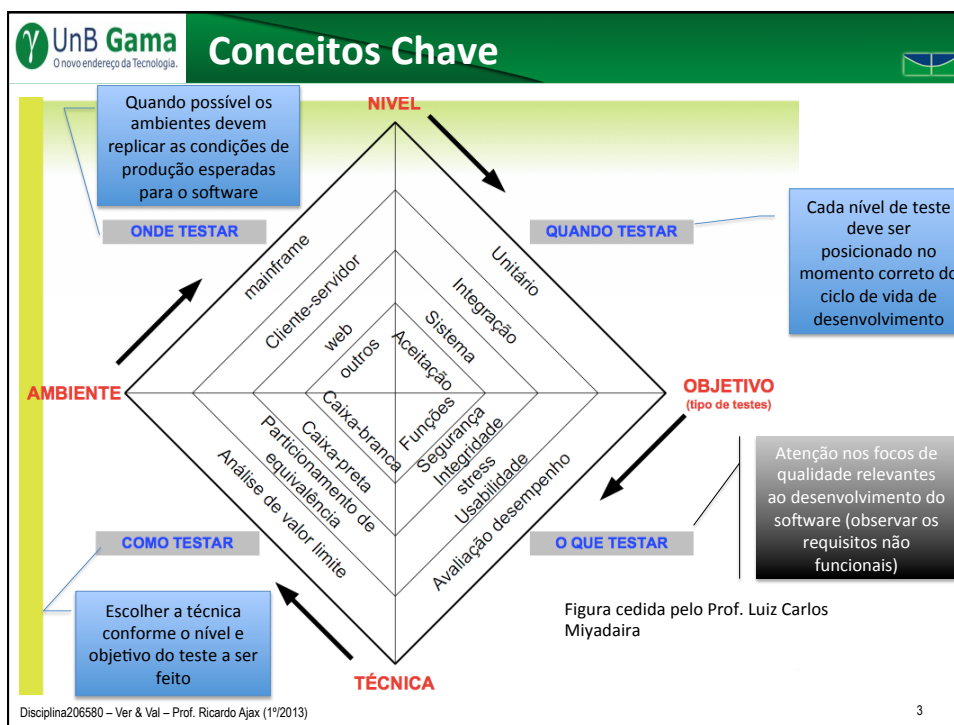 UnB Gama
O novo endereço da Tecnologia.
Conceitos Chave
Quando possível os
ambientes devem
replicar as condições de
produção esperadas
para o software
NIVEL
ONDE TESTAR
QUANDO TESTAR
Cada nível de teste
deve ser
posicionado no
momento correto do
ciclo de vida de
desenvolvimento
mainframe
Cliente-servidor
web
outros
Unitário
Integração
Sistema
Aceitação
AMBIENTE
OBJETIVO
(tipo de testes)
Caixa-branca
Caixa-preta
Particionamento de
equivalência
Análise de valor limite
Funções
Segurança
Integridade
stress
Usabilidade
Avaliação desempenho
Atenção nos focos de
qualidade relevantes
ao desenvolvimento do
software (observar os
requisitos não
funcionais)
COMO TESTAR
O QUE TESTAR
Escolher a técnica
conforme o nível e
objetivo do teste a ser
feito
Figura cedida pelo Prof. Luiz Carlos
Miyadaira
TÉCNICA
Disciplina206580 – Ver & Val – Prof. Ricardo Ajax (1º/2013)
3